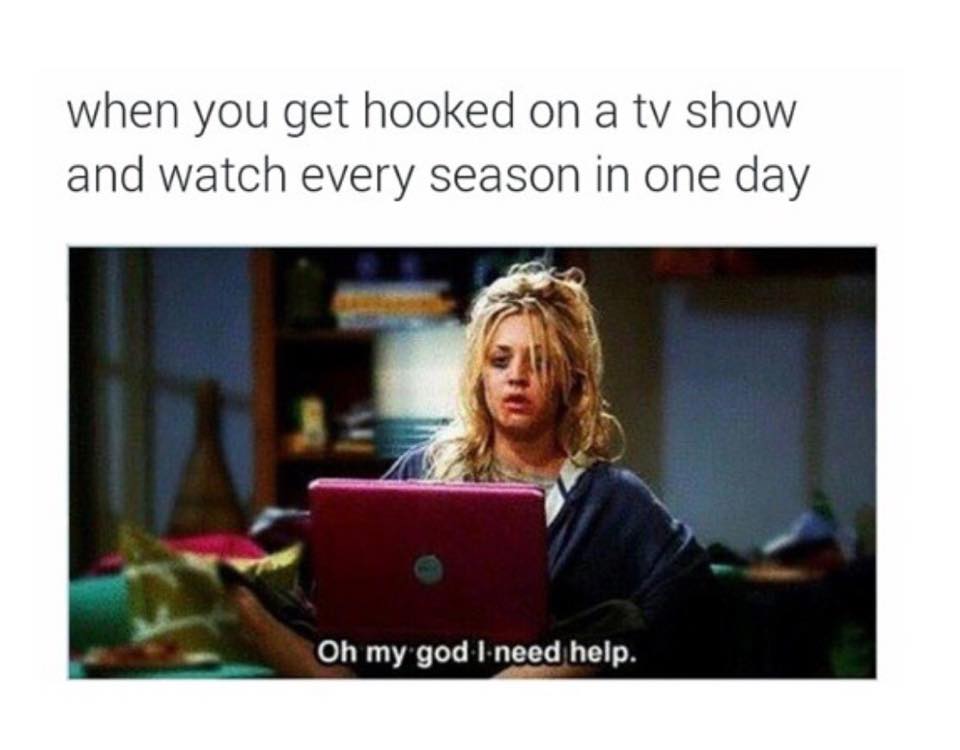 when you get hooked on a tv show
and watch every season in one day
Oh my god I need help.